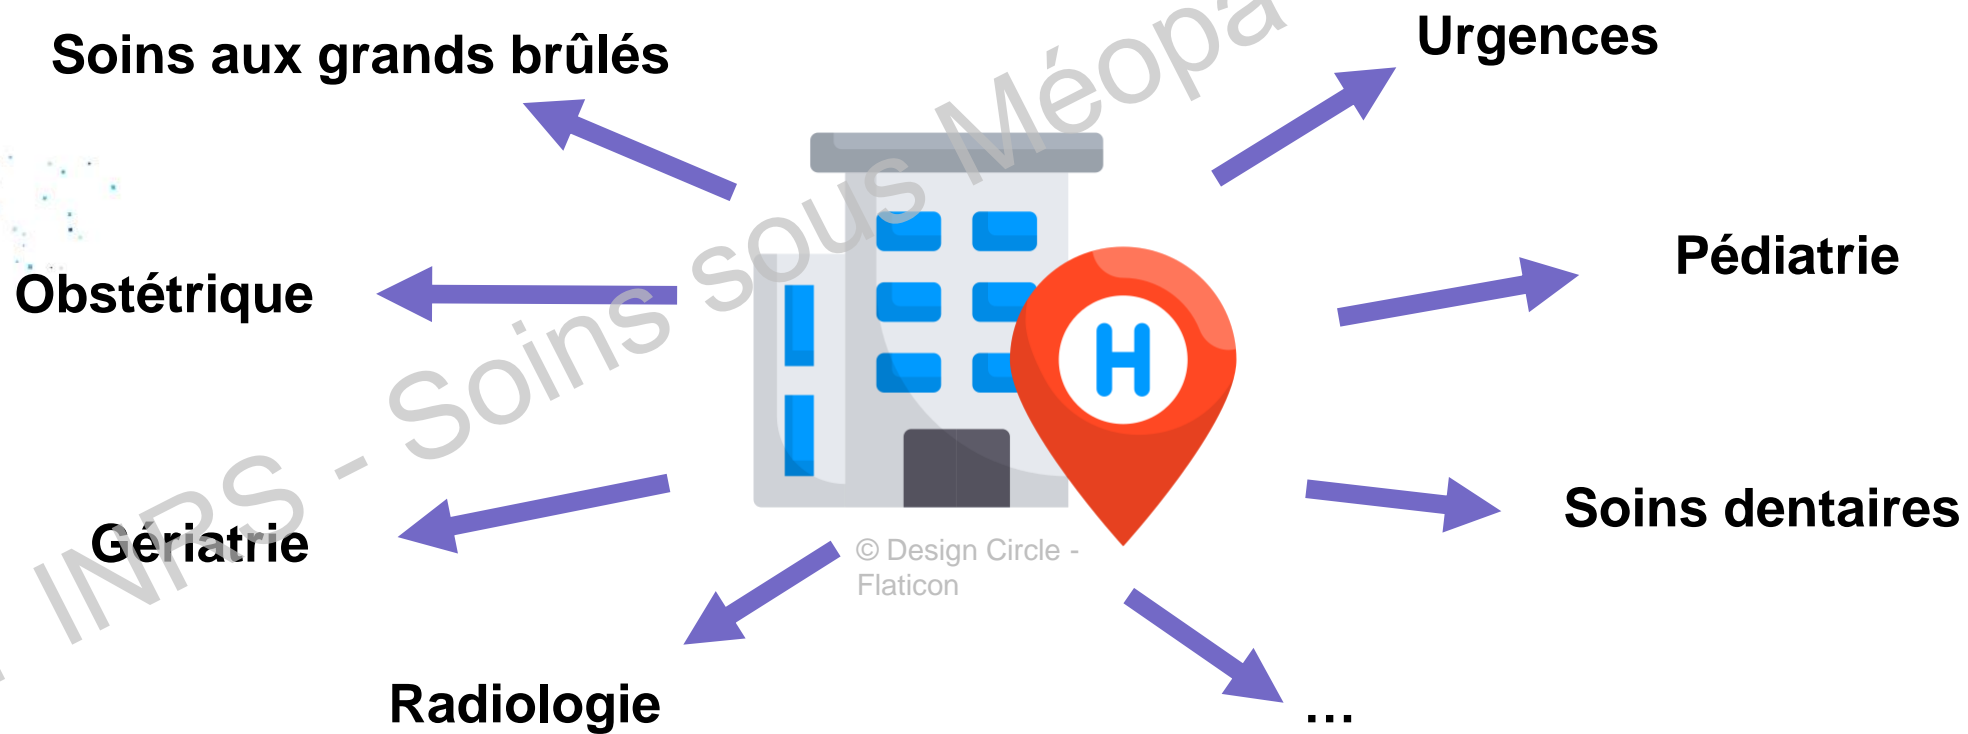 Soins aux grands brûlés
Urgences
Pédiatrie
Obstétrique
Soins dentaires
Gériatrie
Radiologie
…
H
© Design Circle -
Flaticon
INRS - Soins sous Méopa